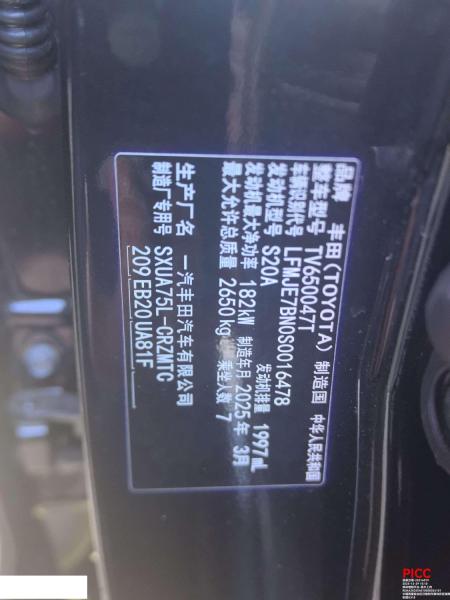 品牌 丰田(TOYOTA) 制造国 中华人民共和国
整车型号 TV650047T
车辆识别代号 LFMJE7BN0S0016478
发动机型号 S20A 发动机排量 1997mL
发动机最大净功率 182kW 制造年月 2025年 3月
最大允许总质量 2650kg 乘坐人数 7
生产厂名 一汽丰田汽车有限公司
制造厂专用号 SXUA75L-CRZMTC
209 EB20 UA81F
PICC